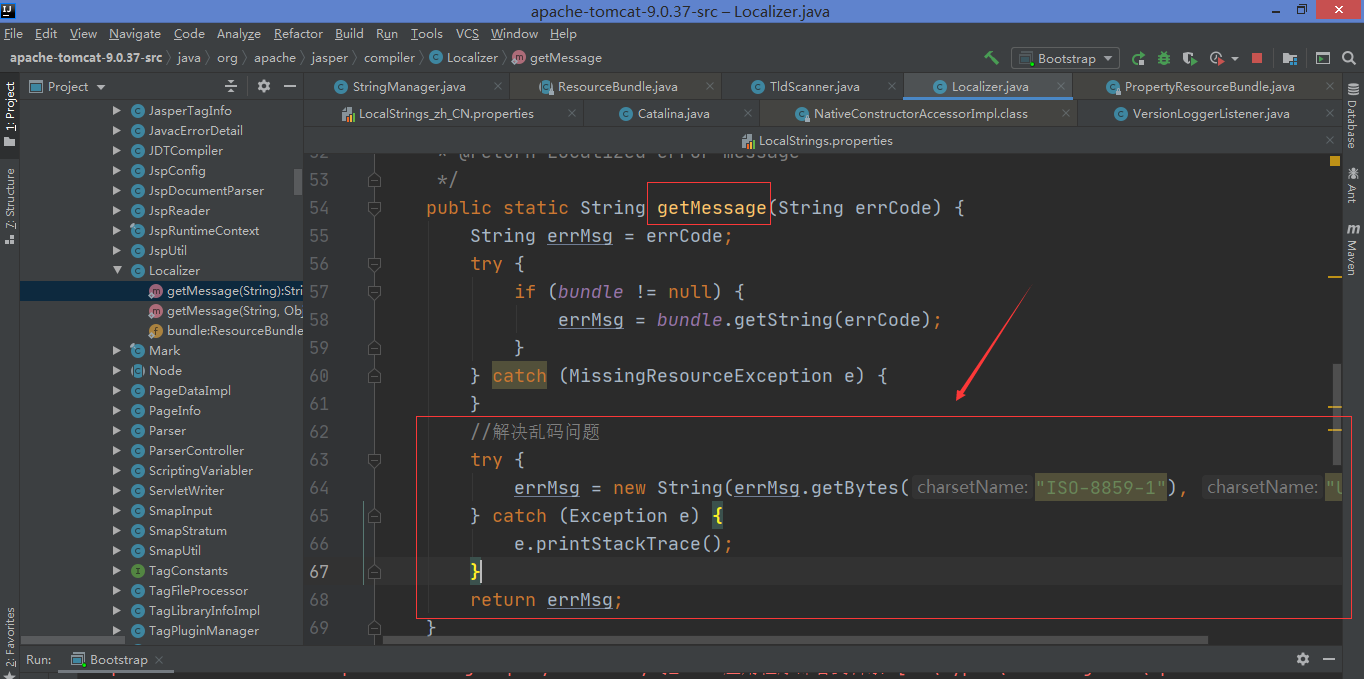 apache-tomcat-9.0.37-src – Localizer.java
File Edit View Navigate Code Analyze Refactor Build Run Tools VCS Window Help
apache-tomcat-9.0.37-src java org apache jasper compiler Localizer getMessage
Bootstrap
Project
StringManager.java ResourceBundle.java TldScanner.java Localizer.java PropertyResourceBundle.java
LocalStrings_zh_CN.properties Catalina.java NativeConstructorAccessorImpl.class VersionLoggerListener.java
LocalStrings.properties
1: Project
7: Structure
2: Favorites
JasperTagInfo
JavacErrorDetail
JDTCompiler
JspConfig
JspDocumentParser
JspReader
JspRuntimeContext
JspUtil
Localizer
getMessage(String):Stri
getMessage(String, Obj
bundle:ResourceBundle
Mark
Node
PageDataImpl
PageInfo
Parser
ParserController
ScriptingVariabler
ServletWriter
SmapInput
SmapStratum
SmapUtil
TagConstants
TagFileProcessor
TagLibraryInfoImpl
TagPluginManager
52 * @return Localized error message
53 */
54 public static String getMessage(String errCode) {
55 String errMsg = errCode;
56 try {
57 if (bundle != null) {
58 errMsg = bundle.getString(errCode);
59 }
60 } catch (MissingResourceException e) {
61 }
62 //解决乱码问题
63 try {
64 errMsg = new String(errMsg.getBytes( charsetName: "ISO-8859-1"), charsetName: "U
65 } catch (Exception e) {
66 e.printStackTrace();
67 }
68 return errMsg;
69 }
Database
Ant
Maven
Run: Bootstrap